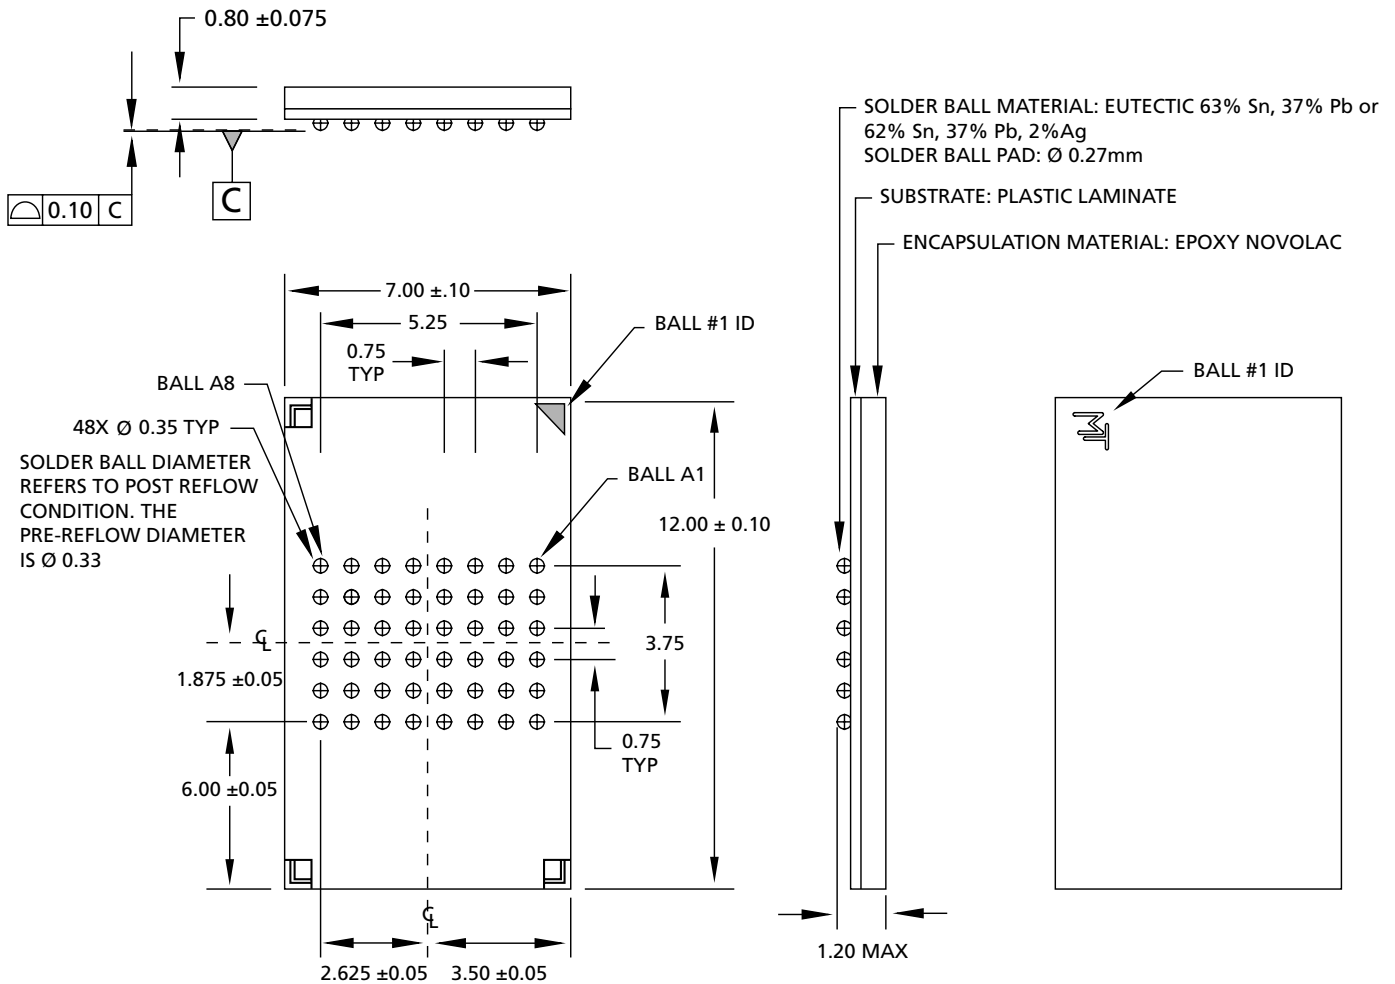 0.80 ±0.075
0.10 C
C
SOLDER BALL MATERIAL: EUTECTIC 63% Sn, 37% Pb or
62% Sn, 37% Pb, 2%Ag
SOLDER BALL PAD: Ø 0.27mm
SUBSTRATE: PLASTIC LAMINATE
ENCAPSULATION MATERIAL: EPOXY NOVOLAC
7.00 ±.10
5.25
0.75
TYP
BALL #1 ID
BALL #1 ID
BALL A8
48X Ø 0.35 TYP
SOLDER BALL DIAMETER
REFERS TO POST REFLOW
CONDITION. THE
PRE-REFLOW DIAMETER
IS Ø 0.33
BALL A1
12.00 ± 0.10
CL
3.75
1.875 ±0.05
0.75
TYP
6.00 ±0.05
CL
2.625 ±0.05
3.50 ±0.05
1.20 MAX